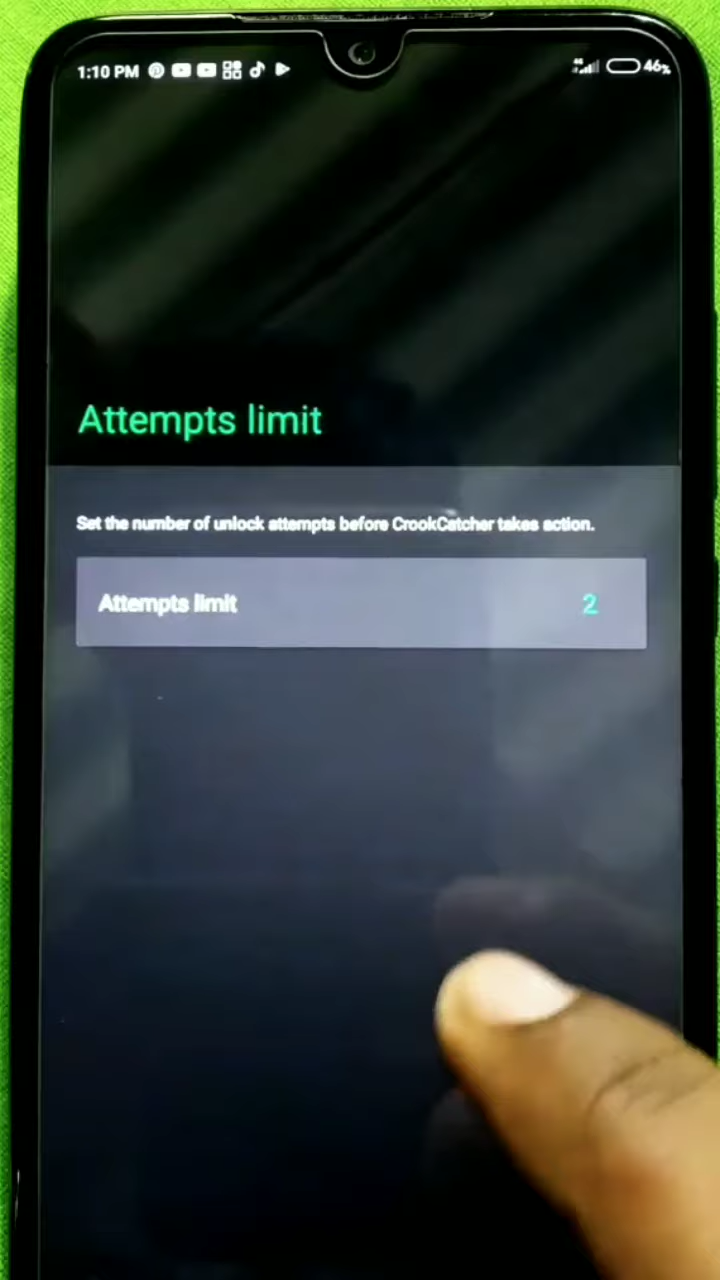 1:10 PM
46%
Attempts limit
Set the number of unlock attempts before CrookCatcher takes action.
Attempts limit 2